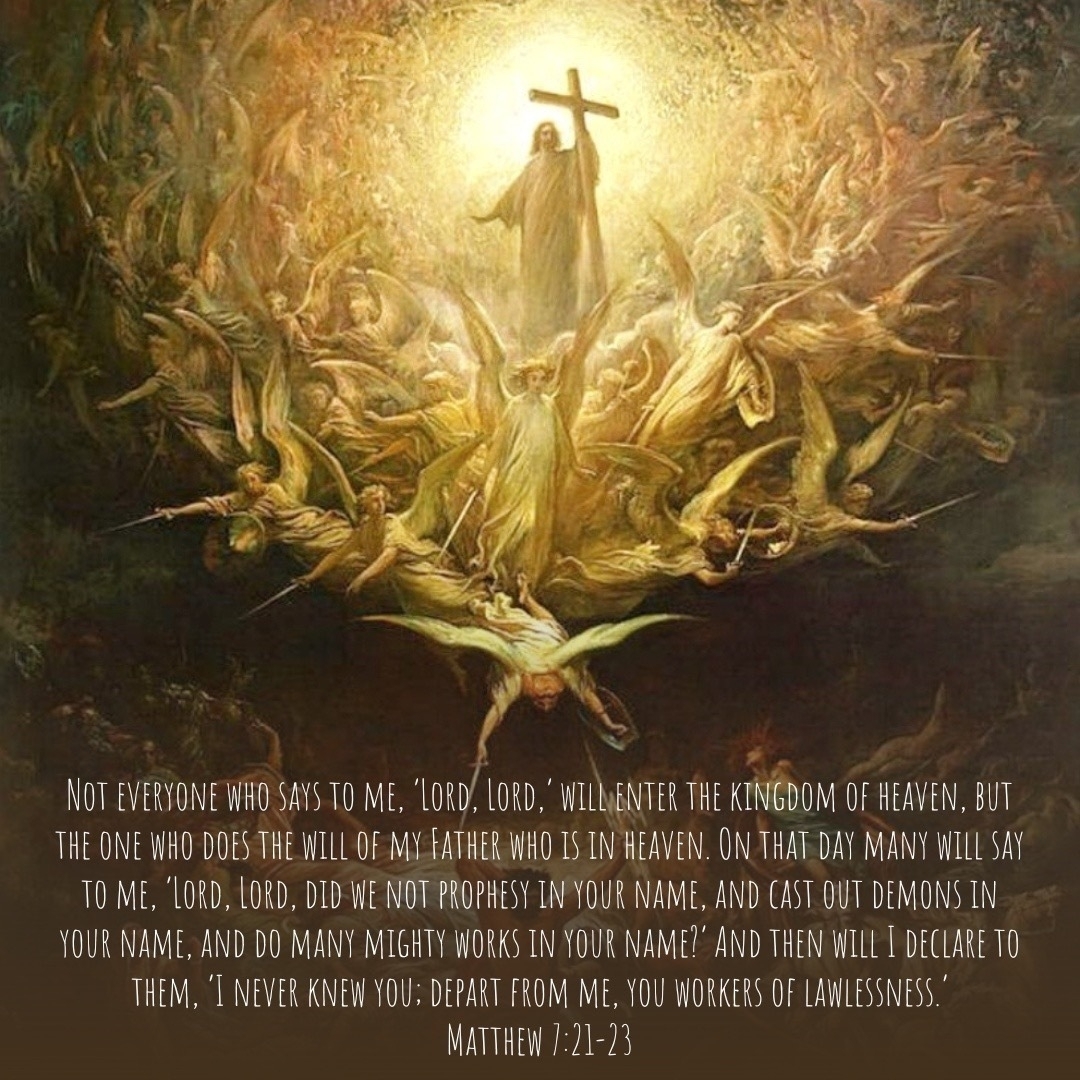 Not everyone who says to me, 'Lord, Lord,' will enter the kingdom of heaven, but
the one who does the will of my Father who is in heaven. On that day many will say
to me, 'Lord, Lord, did we not prophesy in your name, and cast out demons in
your name, and do many mighty works in your name?' And then will I declare to
them, 'I never knew you; depart from me, you workers of lawlessness.'
Matthew 7:21-23